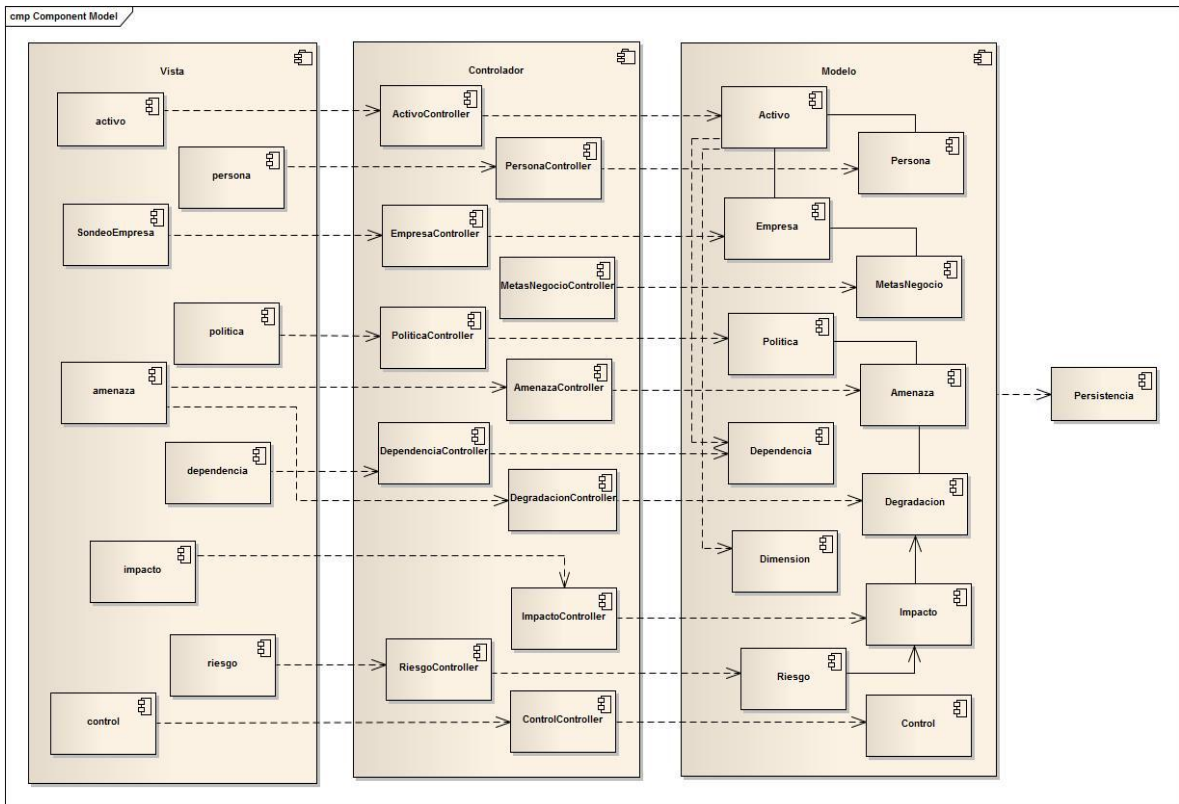 cmp Component Model
Vista
activo
persona
SondeoEmpresa
politica
amenaza
dependencia
impacto
riesgo
control
Controlador
ActivoController
PersonaController
EmpresaController
MetasNegocioController
PoliticaController
AmenazaController
DependenciaController
DegradacionController
ImpactoController
RiesgoController
ControlController
Modelo
Activo
Persona
Empresa
MetasNegocio
Politica
Amenaza
Dependencia
Degradacion
Dimension
Impacto
Riesgo
Control
Persistencia